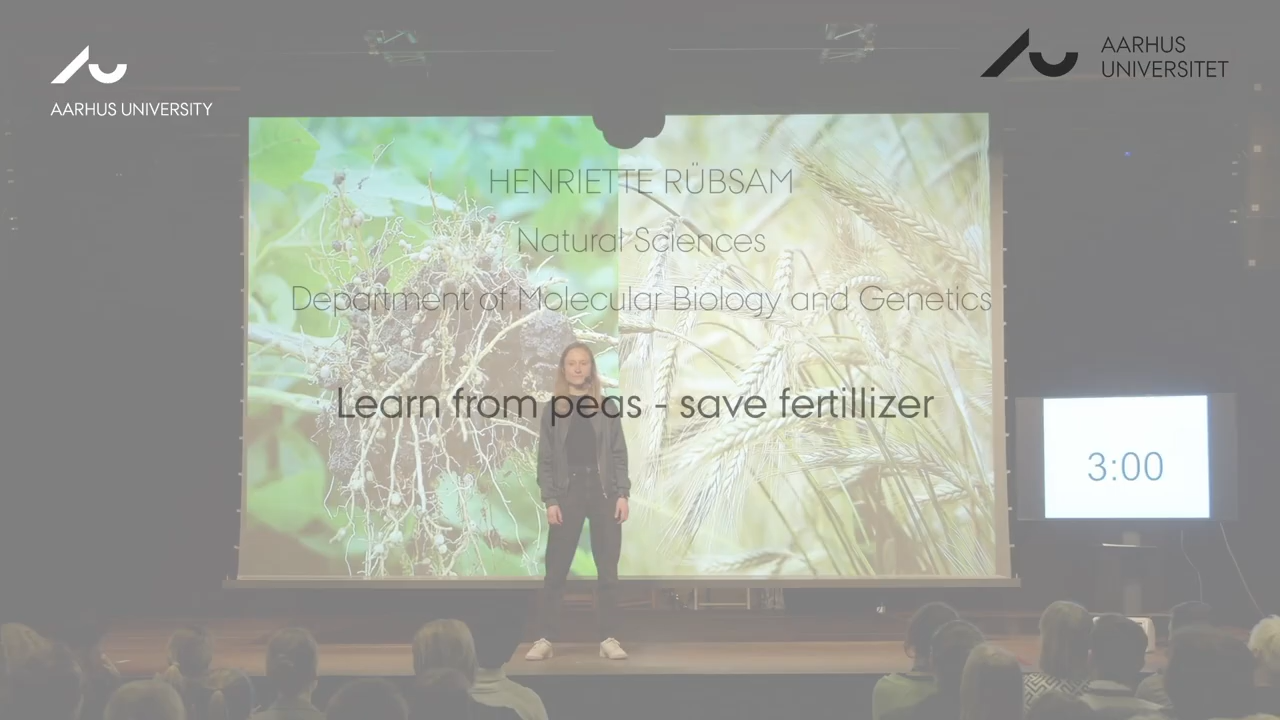 AARHUS UNIVERSITY
AARHUS
UNIVERSITET
HENRIETTE RÜBSAM
Natural Sciences
Department of Molecular Biology and Genetics
Learn from peas - save fertillizer
3:00